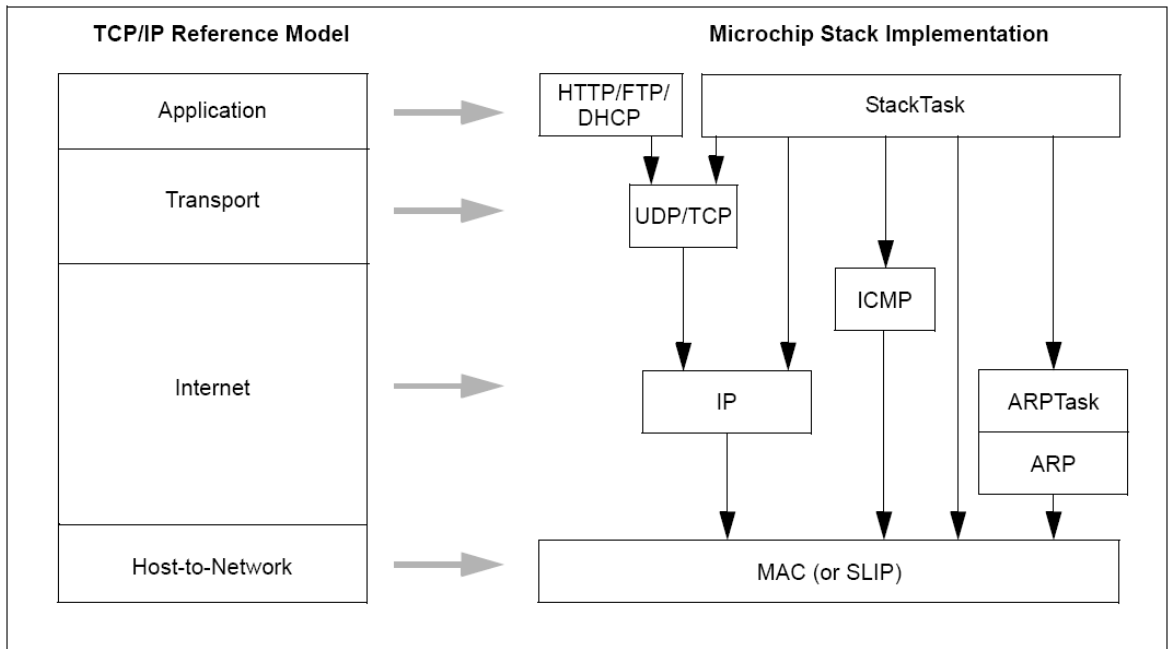 TCP/IP Reference Model
Application
Transport
Internet
Host-to-Network
Microchip Stack Implementation
HTTP/FTP/
DHCP
StackTask
UDP/TCP
ICMP
IP
ARPTask
ARP
MAC (or SLIP)